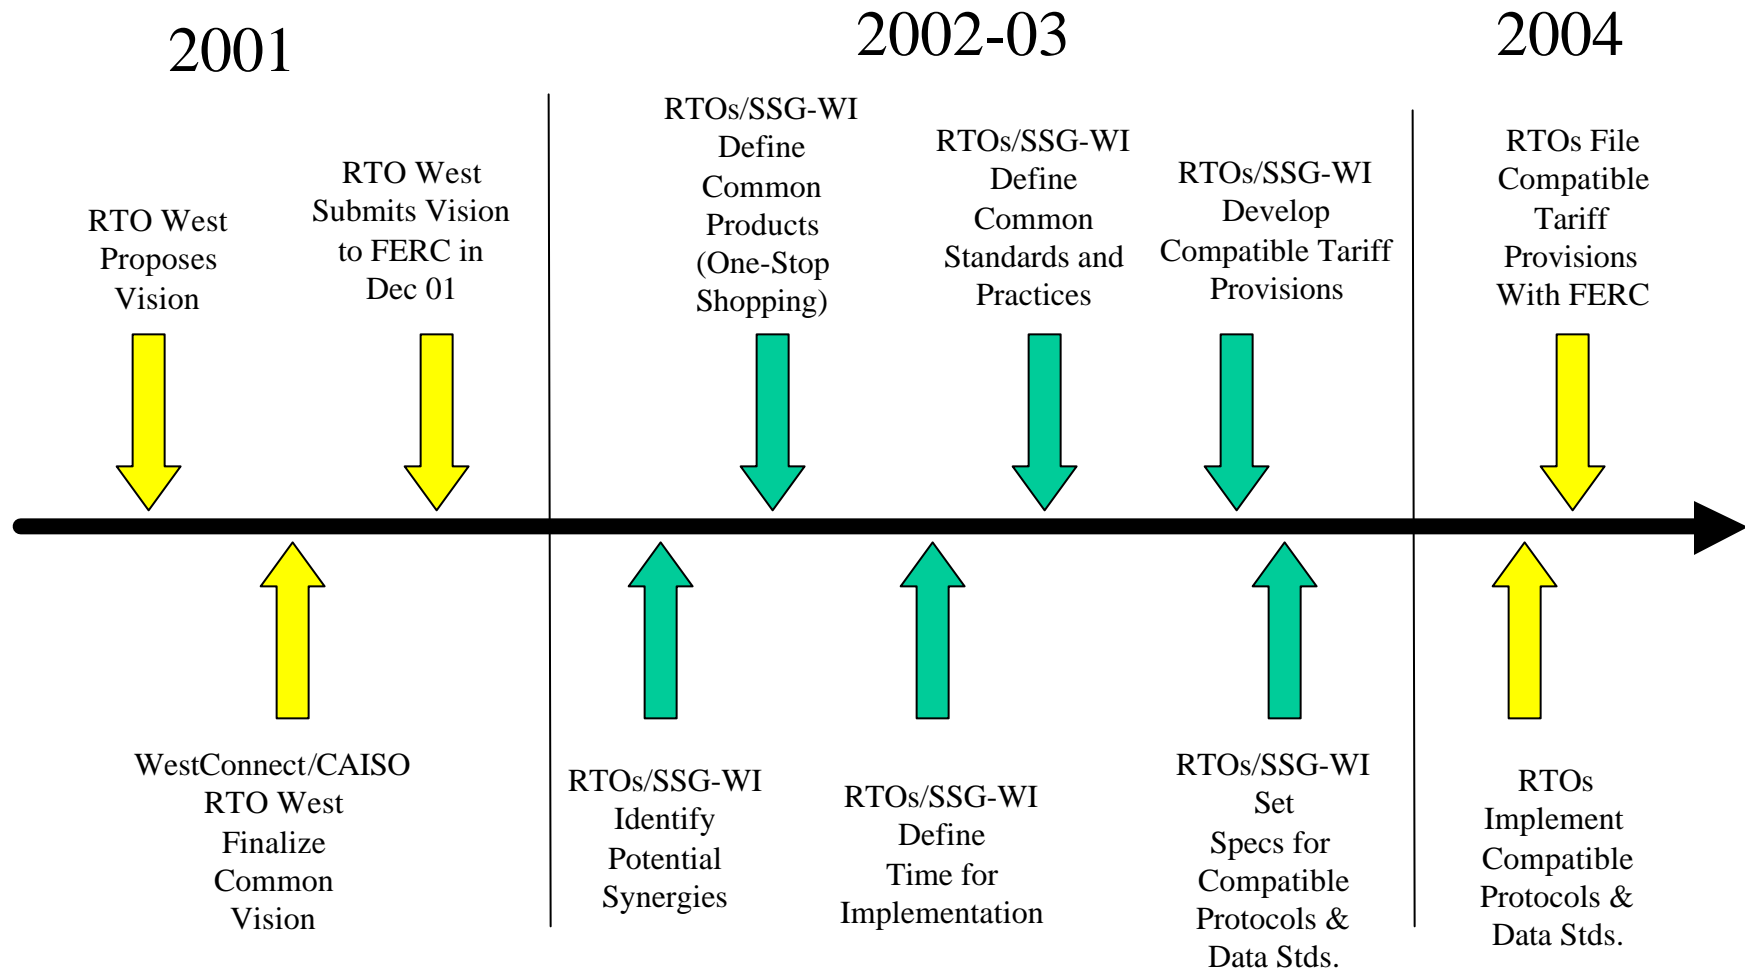 2001
2002-03
2004
RTO West
Proposes
Vision
RTO West
Submits Vision
to FERC in
Dec 01
RTOs/SSG-WI
Define
Common
Products
(One-Stop
Shopping)
RTOs/SSG-WI
Define
Common
Standards and
Practices
RTOs/SSG-WI
Develop
Compatible Tariff
Provisions
RTOs File
Compatible
Tariff
Provisions
With FERC
WestConnect/CAISO
RTO West
Finalize
Common
Vision
RTOs/SSG-WI
Identify
Potential
Synergies
RTOs/SSG-WI
Define
Time for
Implementation
RTOs/SSG-WI
Set
Specs for
Compatible
Protocols &
Data Stds.
RTOs
Implement
Compatible
Protocols &
Data Stds.